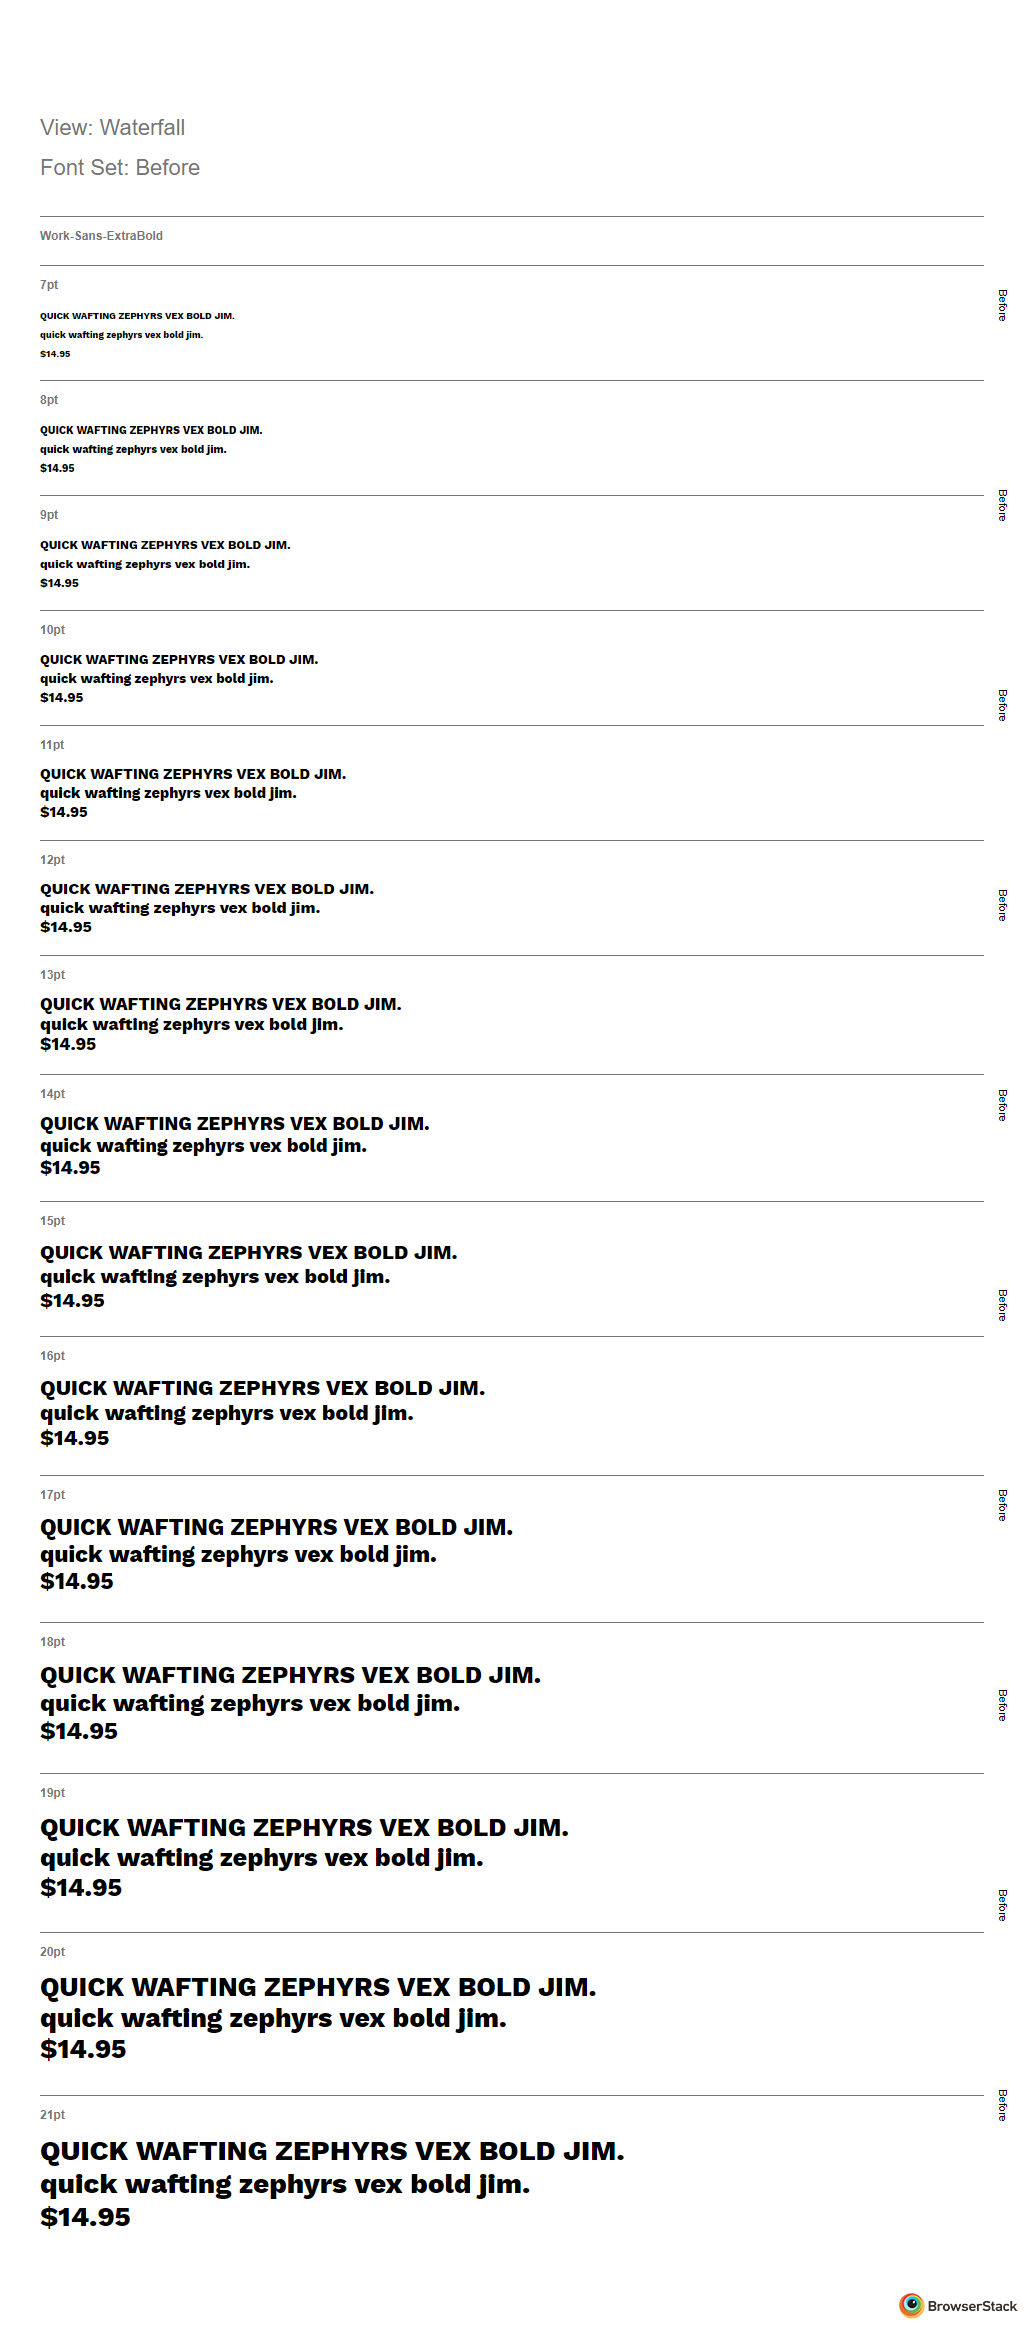 View: Waterfall
Font Set: Before
Work-Sans-ExtraBold
7pt
QUICK WAFTING ZEPHYRS VEX BOLD JIM.
quick wafting zephyrs vex bold jim.
$14.95
Before
8pt
QUICK WAFTING ZEPHYRS VEX BOLD JIM.
quick wafting zephyrs vex bold jim.
$14.95
Before
9pt
QUICK WAFTING ZEPHYRS VEX BOLD JIM.
quick wafting zephyrs vex bold jim.
$14.95
10pt
QUICK WAFTING ZEPHYRS VEX BOLD JIM.
quick wafting zephyrs vex bold jim.
$14.95
Before
11pt
QUICK WAFTING ZEPHYRS VEX BOLD JIM.
quick wafting zephyrs vex bold jim.
$14.95
12pt
QUICK WAFTING ZEPHYRS VEX BOLD JIM.
quick wafting zephyrs vex bold jim.
$14.95
Before
13pt
QUICK WAFTING ZEPHYRS VEX BOLD JIM.
quick wafting zephyrs vex bold jim.
$14.95
14pt
QUICK WAFTING ZEPHYRS VEX BOLD JIM.
quick wafting zephyrs vex bold jim.
$14.95
Before
15pt
QUICK WAFTING ZEPHYRS VEX BOLD JIM.
quick wafting zephyrs vex bold jim.
$14.95
Before
16pt
QUICK WAFTING ZEPHYRS VEX BOLD JIM.
quick wafting zephyrs vex bold jim.
$14.95
17pt
QUICK WAFTING ZEPHYRS VEX BOLD JIM.
quick wafting zephyrs vex bold jim.
$14.95
Before
18pt
QUICK WAFTING ZEPHYRS VEX BOLD JIM.
quick wafting zephyrs vex bold jim.
$14.95
Before
19pt
QUICK WAFTING ZEPHYRS VEX BOLD JIM.
quick wafting zephyrs vex bold jim.
$14.95
Before
20pt
QUICK WAFTING ZEPHYRS VEX BOLD JIM.
quick wafting zephyrs vex bold jim.
$14.95
Before
21pt
QUICK WAFTING ZEPHYRS VEX BOLD JIM.
quick wafting zephyrs vex bold jim.
$14.95
BrowserStack